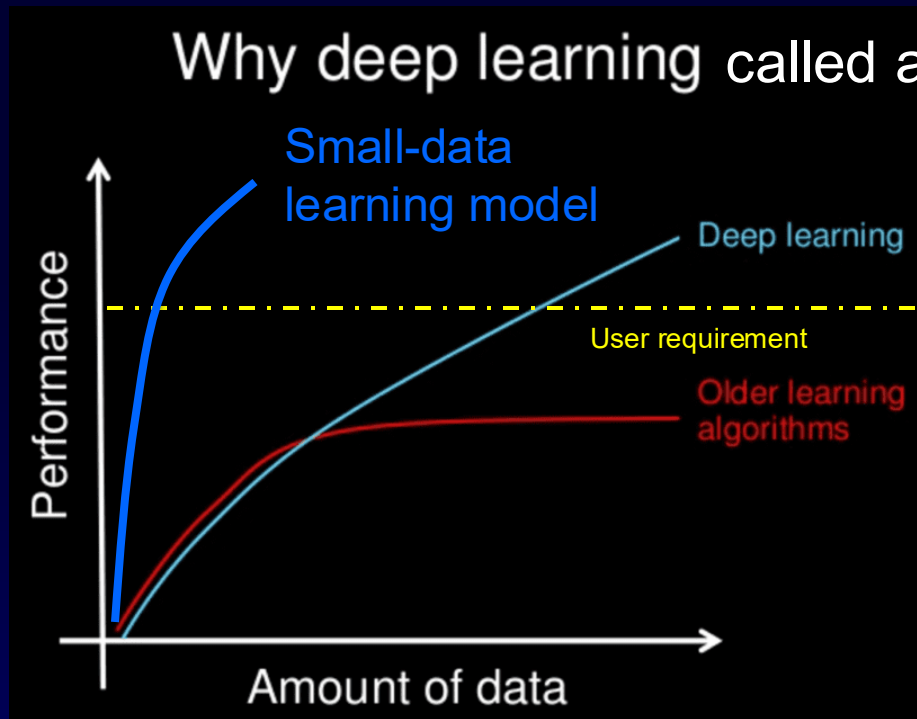 Why deep learning called a
Small-data
learning model
Deep learning
User requirement
Older learning
algorithms
Performance
Amount of data